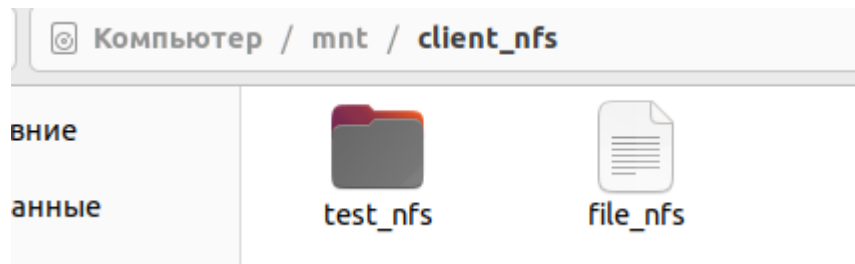 Компьютер / mnt / client_nfs
вние
анные
test_nfs
file_nfs